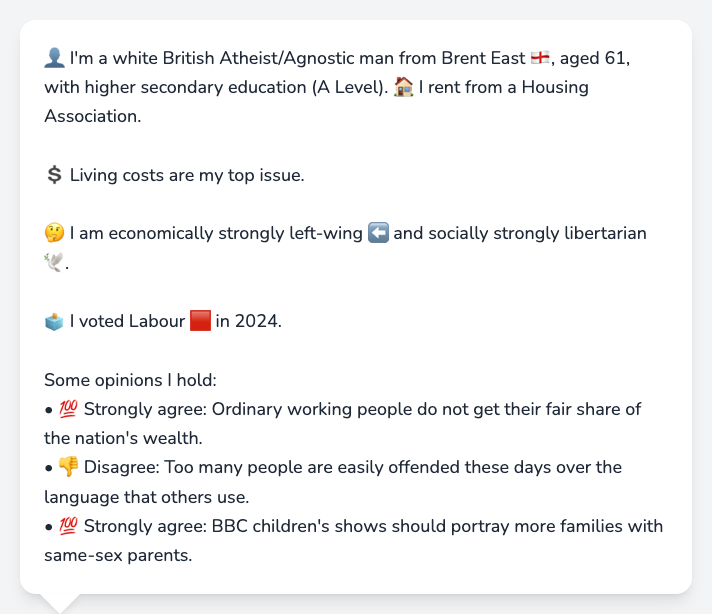 👤 I'm a white British Atheist/Agnostic man from Brent East 🏴󠁧󠁢󠁥󠁮󠁧󠁿, aged 61,
with higher secondary education (A Level). 🏠 I rent from a Housing
Association.
💲 Living costs are my top issue.
🤔 I am economically strongly left-wing ⬅️ and socially strongly libertarian
🕊️.
🗳️ I voted Labour 🟥 in 2024.
Some opinions I hold:
• 💯 Strongly agree: Ordinary working people do not get their fair share of
the nation's wealth.
• 👎 Disagree: Too many people are easily offended these days over the
language that others use.
• 💯 Strongly agree: BBC children's shows should portray more families with
same-sex parents.